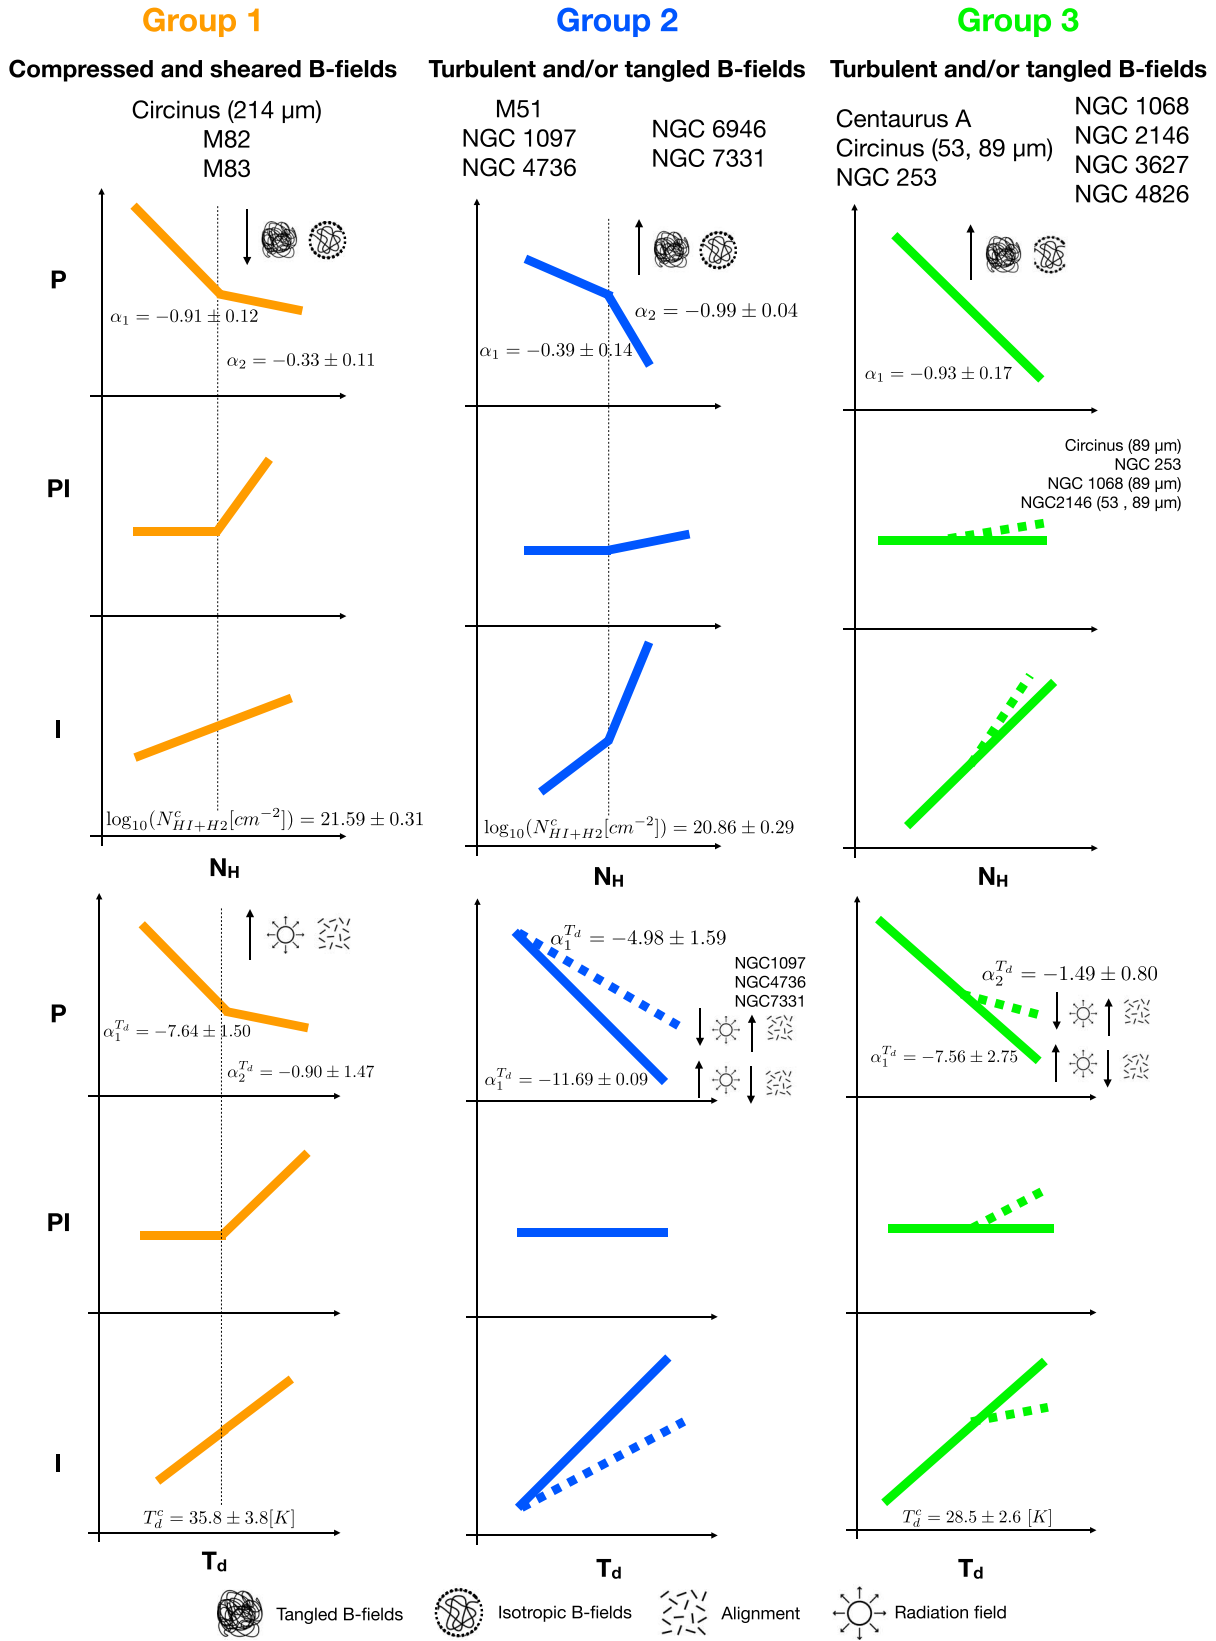 Group 1
Group 2
Group 3
Compressed and sheared B-fields
Turbulent and/or tangled B-fields
Turbulent and/or tangled B-fields
Circinus (214 µm)
M82
M83
M51
NGC 1097
NGC 4736
NGC 6946
NGC 7331
Centaurus A
Circinus (53, 89 µm)
NGC 253
NGC 1068
NGC 2146
NGC 3627
NGC 4826
P
α₁ = −0.91 ± 0.12
α₂ = −0.33 ± 0.11
α₁ = −0.39 ± 0.14
α₂ = −0.99 ± 0.04
α₁ = −0.93 ± 0.17
PI
Circinus (89 µm)
NGC 253
NGC 1068 (89 µm)
NGC2146 (53 , 89 µm)
I
log₁₀(N^c_{HI+H2}[cm⁻²]) = 21.59 ± 0.31
log₁₀(N^c_{HI+H2}[cm⁻²]) = 20.86 ± 0.29
N_H
N_H
N_H
P
α₁^{T_d} = −7.64 ± 1.50
α₂^{T_d} = −0.90 ± 1.47
α₁^{T_d} = −4.98 ± 1.59
NGC1097
NGC4736
NGC7331
α₁^{T_d} = −11.69 ± 0.09
α₂^{T_d} = −1.49 ± 0.80
α₁^{T_d} = −7.56 ± 2.75
PI
I
T_d^c = 35.8 ± 3.8[K]
T_d^c = 28.5 ± 2.6 [K]
T_d
T_d
T_d
Tangled B-fields
Isotropic B-fields
Alignment
Radiation field